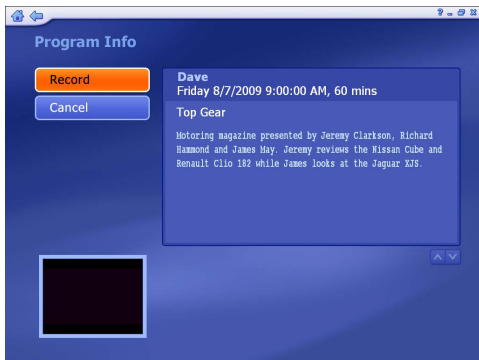 Program Info
Record
Cancel
Dave
Friday 8/7/2009 9:00:00 AM, 60 mins
Top Gear
Motoring magazine presented by Jeremy Clarkson, Richard
Hammond and James May. Jeremy reviews the Nissan Cube and
Renault Clio 182 while James looks at the Jaguar XJS.